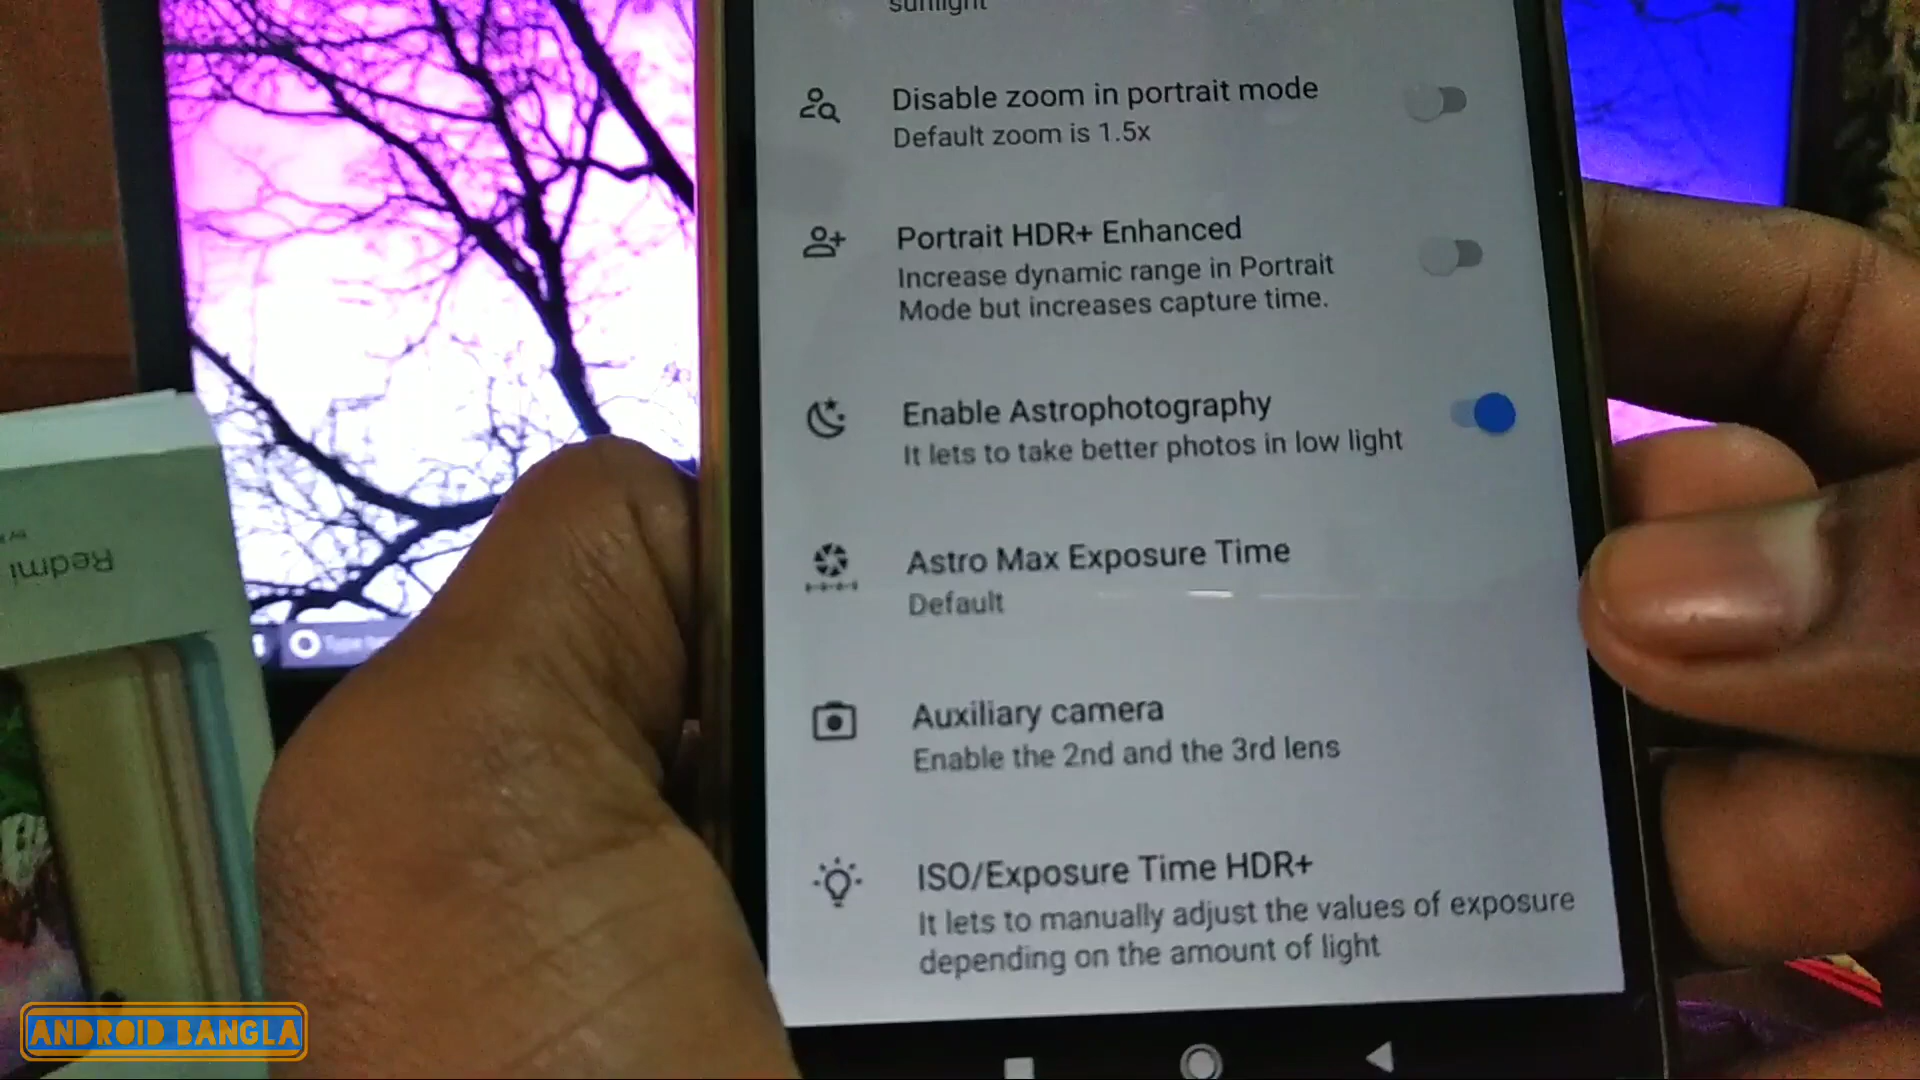 sunlight
Disable zoom in portrait mode
Default zoom is 1.5x
Portrait HDR+ Enhanced
Increase dynamic range in Portrait
Mode but increases capture time.
Enable Astrophotography
It lets to take better photos in low light
Astro Max Exposure Time
Default
Auxiliary camera
Enable the 2nd and the 3rd lens
ISO/Exposure Time HDR+
It lets to manually adjust the values of exposure
depending on the amount of light
Redmi
by
Type
ANDROID BANGLA